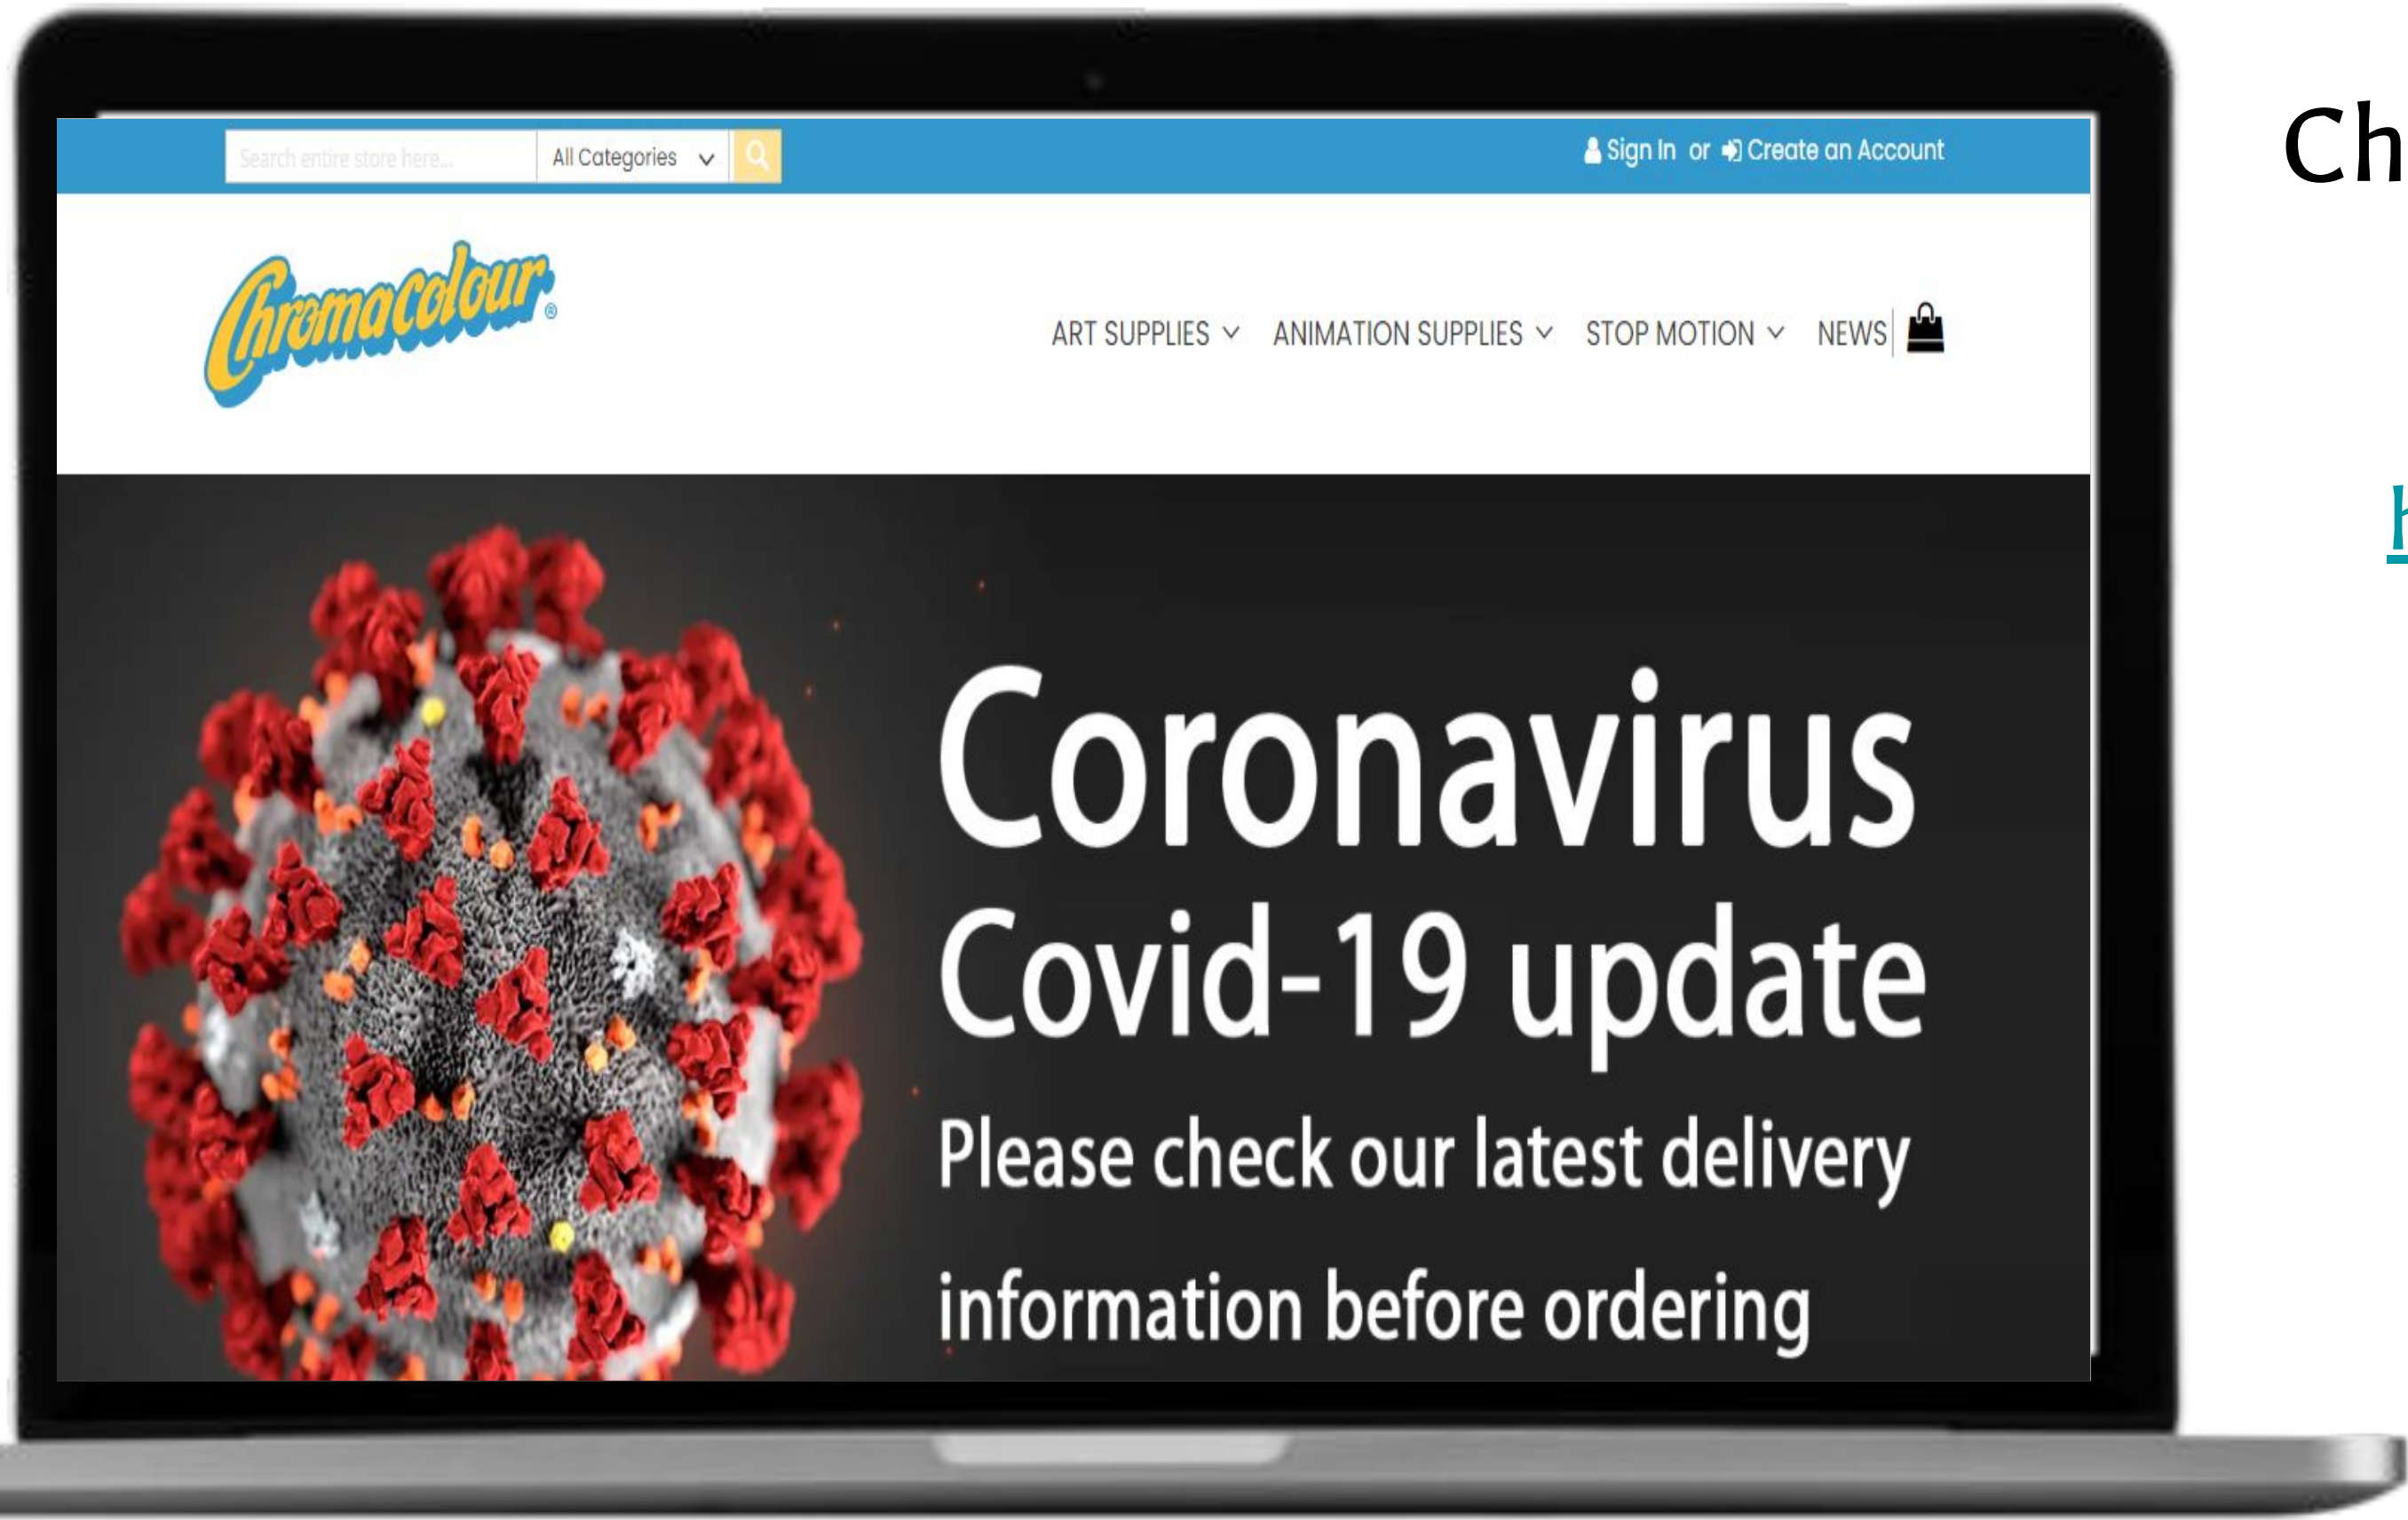 Search entire store here... All Categories Sign In or Create an Account
Chromacolour®
ART SUPPLIES ANIMATION SUPPLIES STOP MOTION NEWS
Coronavirus
Covid-19 update
Please check our latest delivery
information before ordering
Ch